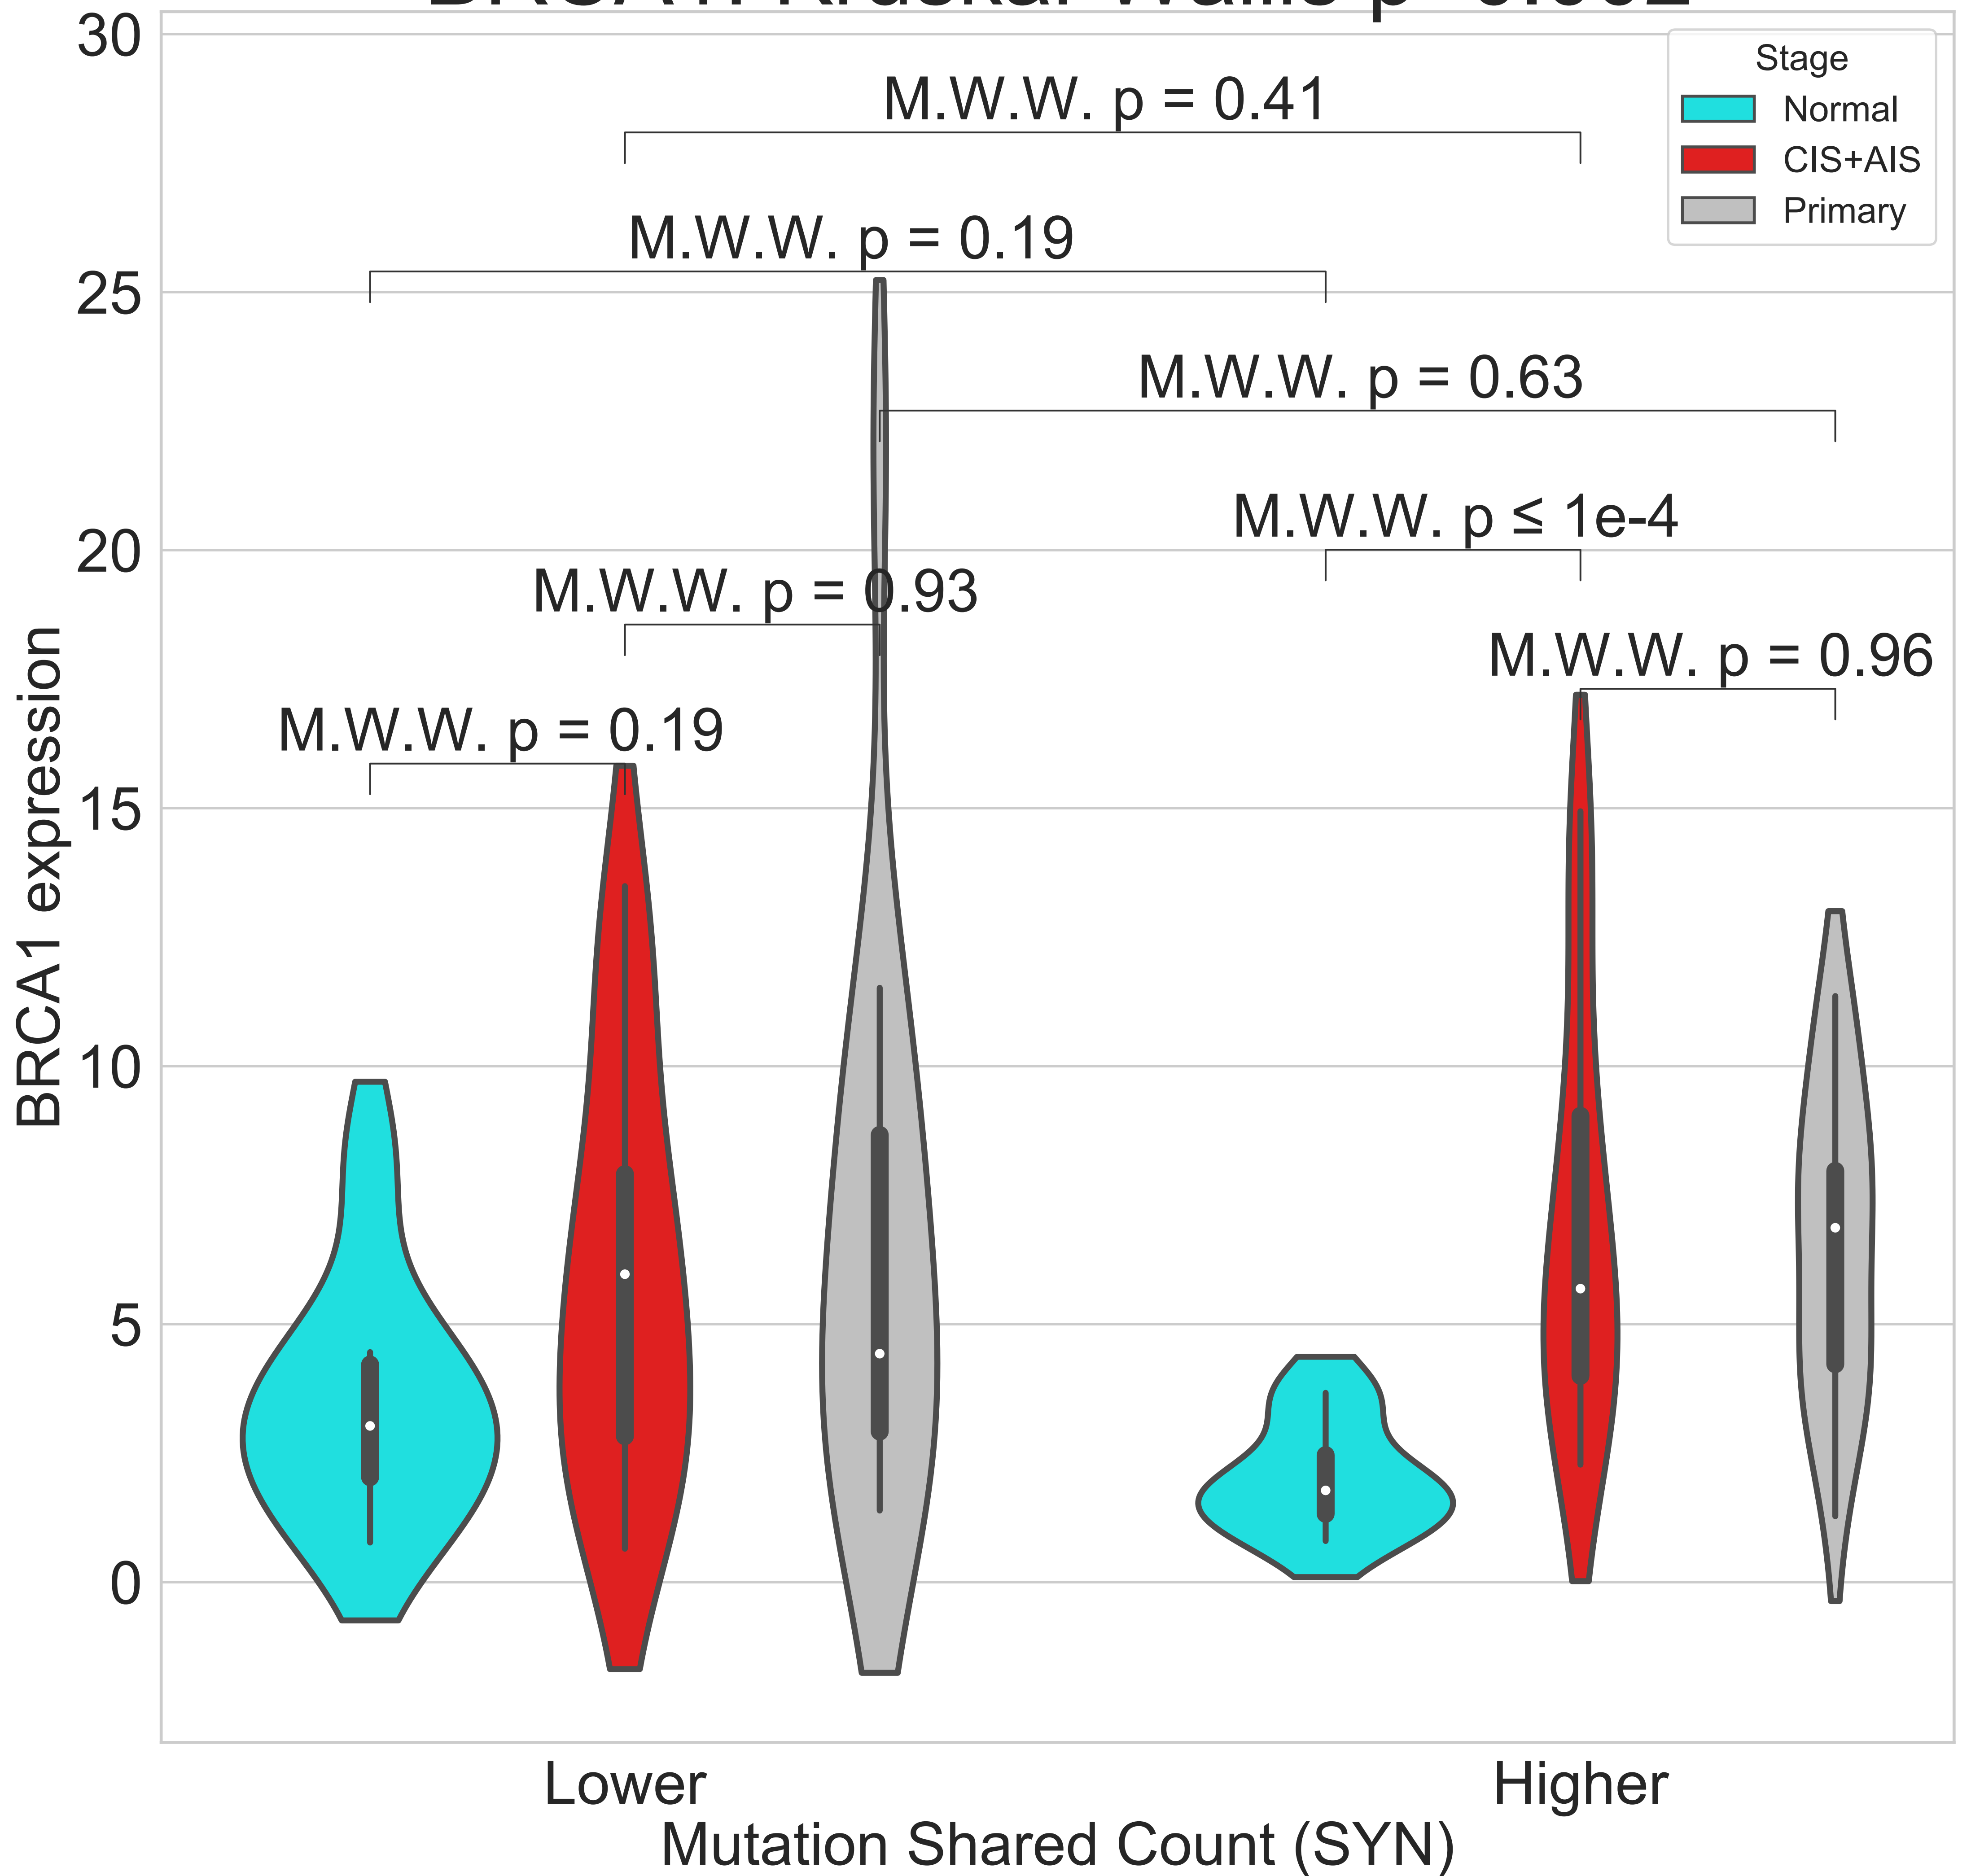 30
Stage
Normal
CIS+AIS
Primary
M.W.W. p = 0.41
M.W.W. p = 0.19
25
M.W.W. p = 0.63
M.W.W. p ≤ 1e-4
20
M.W.W. p = 0.93
M.W.W. p = 0.96
M.W.W. p = 0.19
15
10
5
0
BRCA1 expression
Lower
Higher
Mutation Shared Count (SYN)